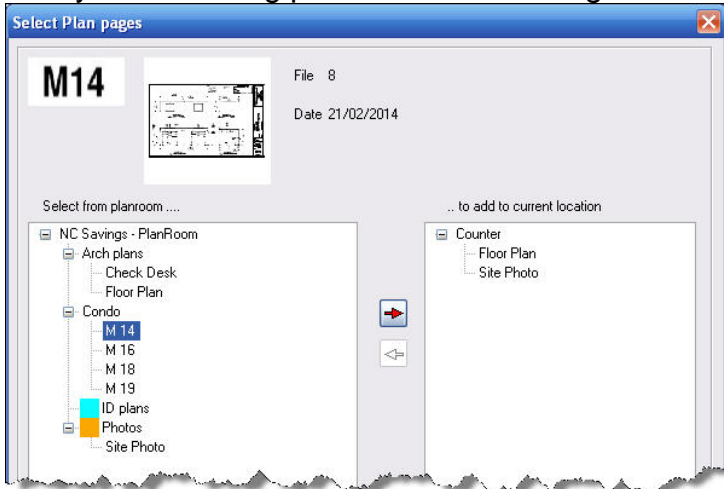 Select Plan pages
M14
File 8
Date 21/02/2014
Select from planroom ....
NC Savings - PlanRoom
Arch plans
Check Desk
Floor Plan
Condo
M 14
M 16
M 18
M 19
ID plans
Photos
Site Photo
.. to add to current location
Counter
Floor Plan
Site Photo